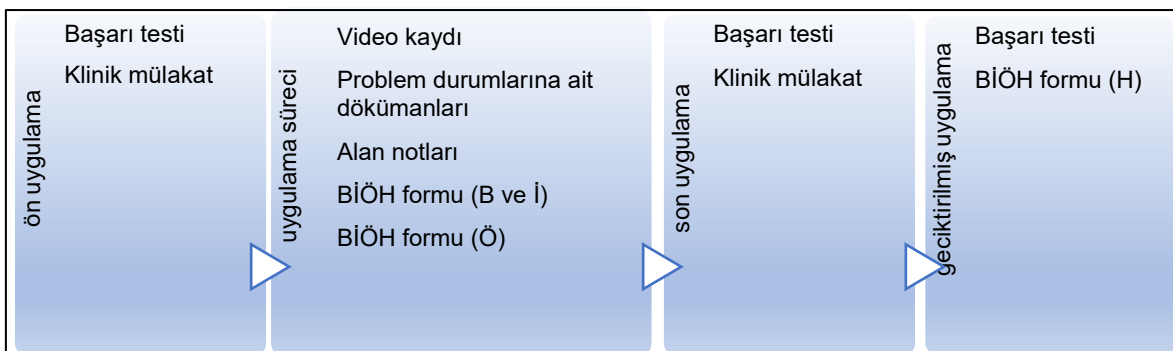 ön uygulama
Başarı testi
Klinik mülakat
uygulama süreci
Video kaydı
Problem durumlarına ait
dökümanları
Alan notları
BİÖH formu (B ve İ)
BİÖH formu (Ö)
son uygulama
Başarı testi
Klinik mülakat
geciktirilmiş uygulama
Başarı testi
BİÖH formu (H)